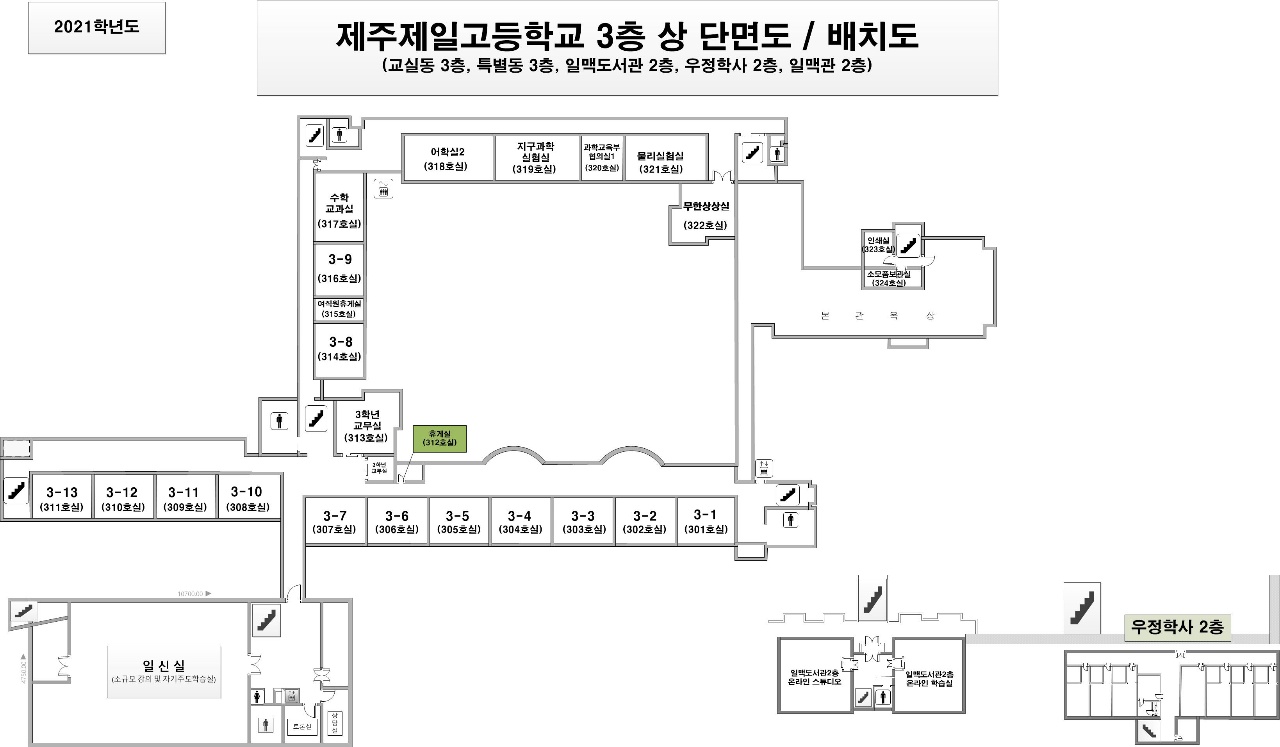 2021학년도
제주제일고등학교 3층 상 단면도 / 배치도
(교실동 3층, 특별동 3층, 일맥도서관 2층, 우정학사 2층, 일맥관 2층)
어학실2
(318호실)
지구과학
실험실
(319호실)
과학교육부
협의실1
(320호실)
물리실험실
(321호실)
무한상상실
(322호실)
수학
교과실
(317호실)
3-9
(316호실)
여직원휴게실
(315호실)
3-8
(314호실)
인쇄실
(323호실)
소모품보관실
(324호실)
본 관 옥 상
3학년
교무실
(313호실)
휴게실
(312호실)
3학년
교무실
3-13
(311호실)
3-12
(310호실)
3-11
(309호실)
3-10
(308호실)
3-7
(307호실)
3-6
(306호실)
3-5
(305호실)
3-4
(304호실)
3-3
(303호실)
3-2
(302호실)
3-1
(301호실)
10700.00
4750.00
일 신 실
(소규모 강의 및 자기주도학습실)
토론실
상담실
일맥도서관2층
온라인 스튜디오
일맥도서관2층
온라인 학습실
우정학사 2층